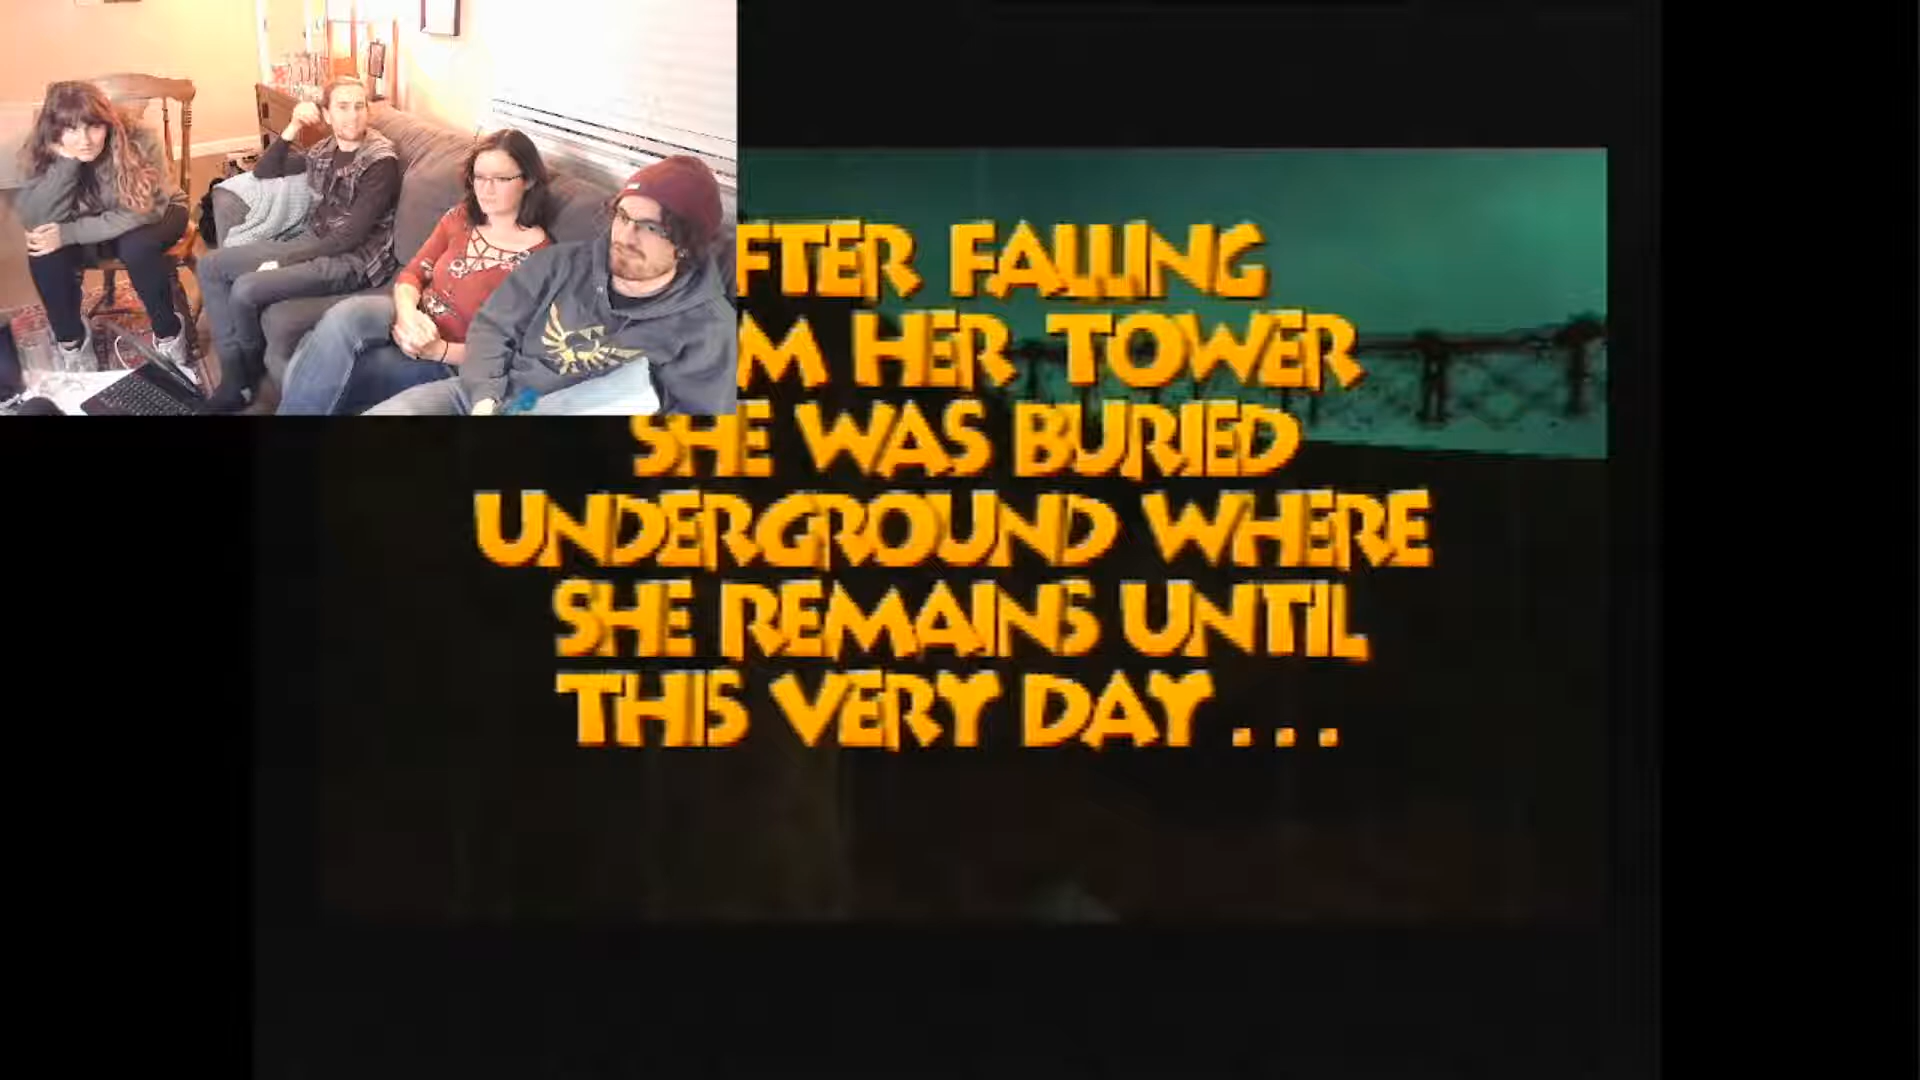 FTER FALLING
M HER TOWER
SHE WAS BURIED
UNDERGROUND WHERE
SHE REMAINS UNTIL
THIS VERY DAY . . .